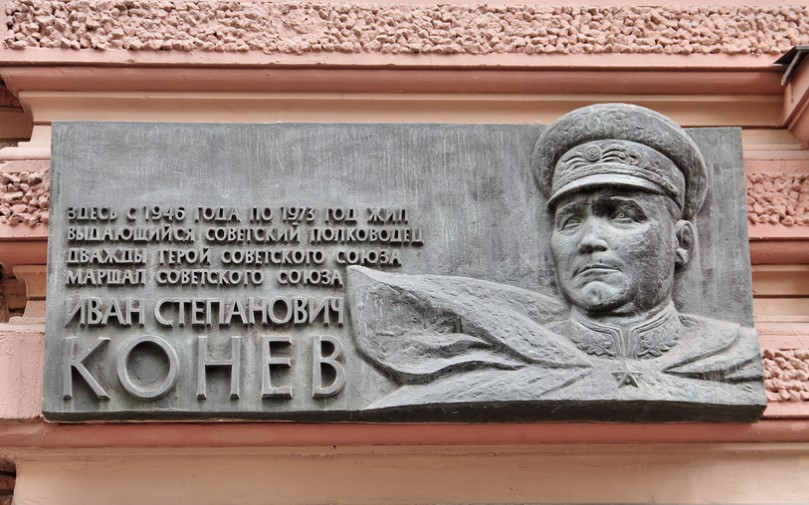 ЗДЕСЬ С 1946 ГОДА ПО 1973 ГОД ЖИЛ
ВЫДАЮЩИЙСЯ СОВЕТСКИЙ ПОЛКОВОДЕЦ
ДВАЖДЫ ГЕРОЙ СОВЕТСКОГО СОЮЗА
МАРШАЛ СОВЕТСКОГО СОЮЗА
ИВАН СТЕПАНОВИЧ
КОНЕВ